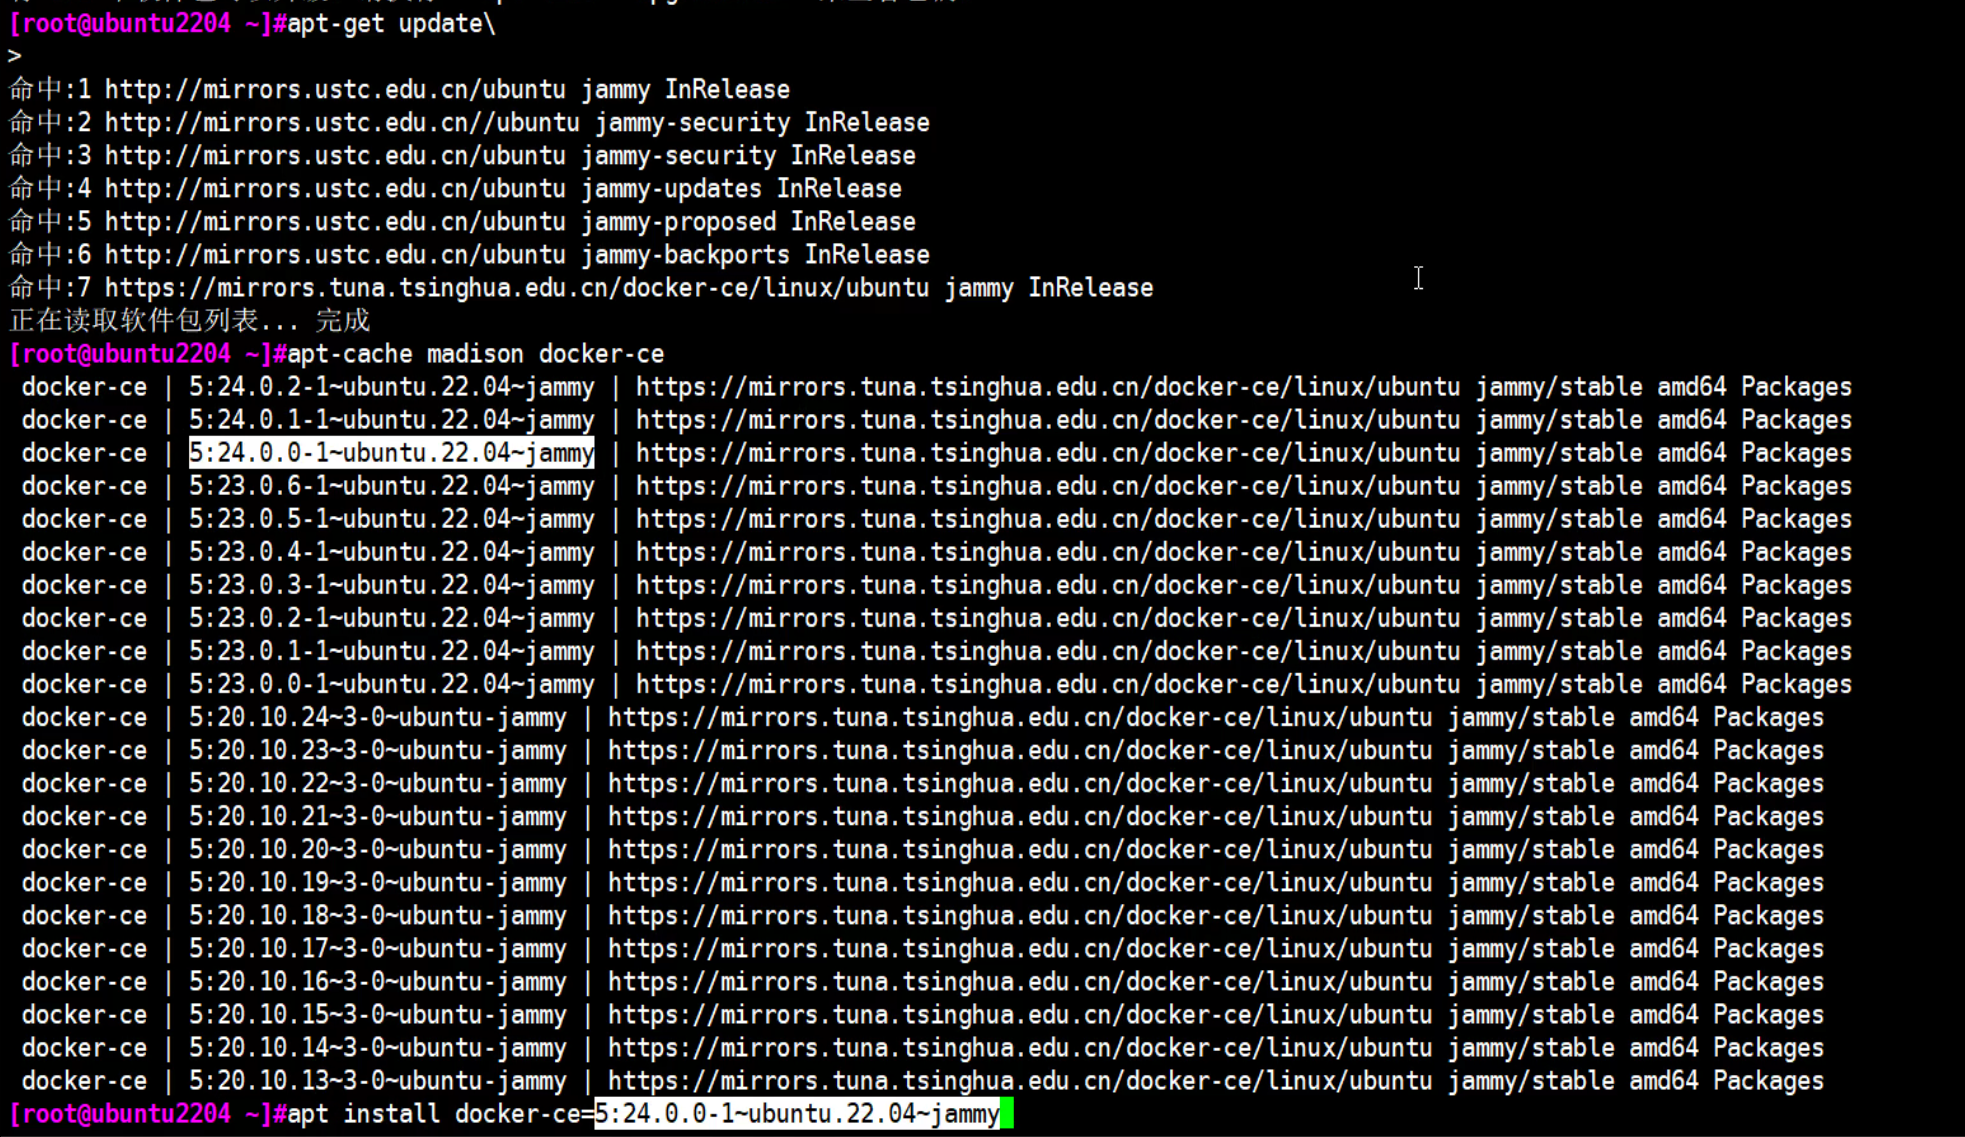 [root@ubuntu2204 ~]#apt-get update\
>
命中:1 http://mirrors.ustc.edu.cn/ubuntu jammy InRelease
命中:2 http://mirrors.ustc.edu.cn//ubuntu jammy-security InRelease
命中:3 http://mirrors.ustc.edu.cn/ubuntu jammy-security InRelease
命中:4 http://mirrors.ustc.edu.cn/ubuntu jammy-updates InRelease
命中:5 http://mirrors.ustc.edu.cn/ubuntu jammy-proposed InRelease
命中:6 http://mirrors.ustc.edu.cn/ubuntu jammy-backports InRelease
命中:7 https://mirrors.tuna.tsinghua.edu.cn/docker-ce/linux/ubuntu jammy InRelease
正在读取软件包列表... 完成
[root@ubuntu2204 ~]#apt-cache madison docker-ce
docker-ce | 5:24.0.2-1~ubuntu.22.04~jammy | https://mirrors.tuna.tsinghua.edu.cn/docker-ce/linux/ubuntu jammy/stable amd64 Packages
docker-ce | 5:24.0.1-1~ubuntu.22.04~jammy | https://mirrors.tuna.tsinghua.edu.cn/docker-ce/linux/ubuntu jammy/stable amd64 Packages
docker-ce | 5:24.0.0-1~ubuntu.22.04~jammy | https://mirrors.tuna.tsinghua.edu.cn/docker-ce/linux/ubuntu jammy/stable amd64 Packages
docker-ce | 5:23.0.6-1~ubuntu.22.04~jammy | https://mirrors.tuna.tsinghua.edu.cn/docker-ce/linux/ubuntu jammy/stable amd64 Packages
docker-ce | 5:23.0.5-1~ubuntu.22.04~jammy | https://mirrors.tuna.tsinghua.edu.cn/docker-ce/linux/ubuntu jammy/stable amd64 Packages
docker-ce | 5:23.0.4-1~ubuntu.22.04~jammy | https://mirrors.tuna.tsinghua.edu.cn/docker-ce/linux/ubuntu jammy/stable amd64 Packages
docker-ce | 5:23.0.3-1~ubuntu.22.04~jammy | https://mirrors.tuna.tsinghua.edu.cn/docker-ce/linux/ubuntu jammy/stable amd64 Packages
docker-ce | 5:23.0.2-1~ubuntu.22.04~jammy | https://mirrors.tuna.tsinghua.edu.cn/docker-ce/linux/ubuntu jammy/stable amd64 Packages
docker-ce | 5:23.0.1-1~ubuntu.22.04~jammy | https://mirrors.tuna.tsinghua.edu.cn/docker-ce/linux/ubuntu jammy/stable amd64 Packages
docker-ce | 5:23.0.0-1~ubuntu.22.04~jammy | https://mirrors.tuna.tsinghua.edu.cn/docker-ce/linux/ubuntu jammy/stable amd64 Packages
docker-ce | 5:20.10.24~3-0~ubuntu-jammy | https://mirrors.tuna.tsinghua.edu.cn/docker-ce/linux/ubuntu jammy/stable amd64 Packages
docker-ce | 5:20.10.23~3-0~ubuntu-jammy | https://mirrors.tuna.tsinghua.edu.cn/docker-ce/linux/ubuntu jammy/stable amd64 Packages
docker-ce | 5:20.10.22~3-0~ubuntu-jammy | https://mirrors.tuna.tsinghua.edu.cn/docker-ce/linux/ubuntu jammy/stable amd64 Packages
docker-ce | 5:20.10.21~3-0~ubuntu-jammy | https://mirrors.tuna.tsinghua.edu.cn/docker-ce/linux/ubuntu jammy/stable amd64 Packages
docker-ce | 5:20.10.20~3-0~ubuntu-jammy | https://mirrors.tuna.tsinghua.edu.cn/docker-ce/linux/ubuntu jammy/stable amd64 Packages
docker-ce | 5:20.10.19~3-0~ubuntu-jammy | https://mirrors.tuna.tsinghua.edu.cn/docker-ce/linux/ubuntu jammy/stable amd64 Packages
docker-ce | 5:20.10.18~3-0~ubuntu-jammy | https://mirrors.tuna.tsinghua.edu.cn/docker-ce/linux/ubuntu jammy/stable amd64 Packages
docker-ce | 5:20.10.17~3-0~ubuntu-jammy | https://mirrors.tuna.tsinghua.edu.cn/docker-ce/linux/ubuntu jammy/stable amd64 Packages
docker-ce | 5:20.10.16~3-0~ubuntu-jammy | https://mirrors.tuna.tsinghua.edu.cn/docker-ce/linux/ubuntu jammy/stable amd64 Packages
docker-ce | 5:20.10.15~3-0~ubuntu-jammy | https://mirrors.tuna.tsinghua.edu.cn/docker-ce/linux/ubuntu jammy/stable amd64 Packages
docker-ce | 5:20.10.14~3-0~ubuntu-jammy | https://mirrors.tuna.tsinghua.edu.cn/docker-ce/linux/ubuntu jammy/stable amd64 Packages
docker-ce | 5:20.10.13~3-0~ubuntu-jammy | https://mirrors.tuna.tsinghua.edu.cn/docker-ce/linux/ubuntu jammy/stable amd64 Packages
[root@ubuntu2204 ~]#apt install docker-ce=5:24.0.0-1~ubuntu.22.04~jammy